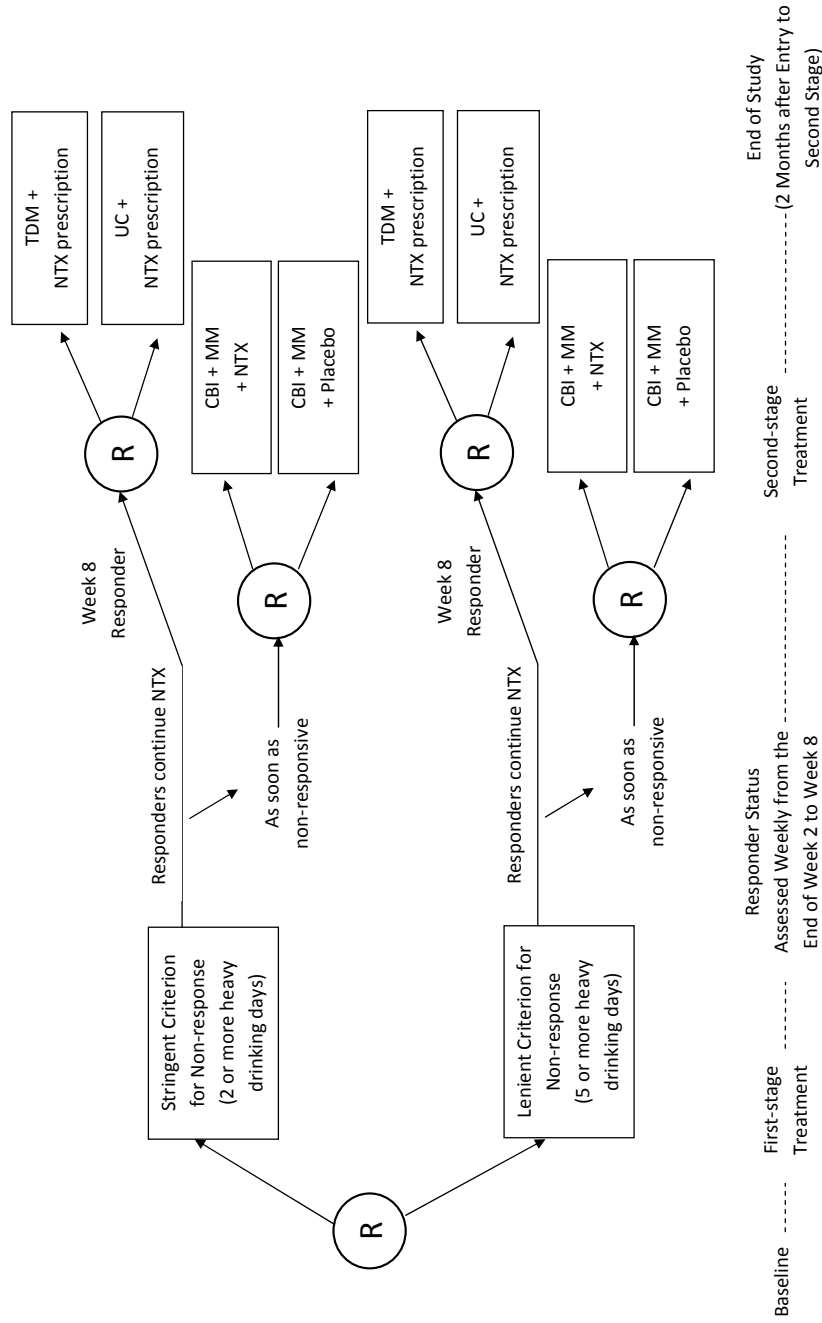 R
Stringent Criterion
for Non-response
(2 or more heavy
drinking days)
Responders continue NTX
As soon as
non-responsive
Week 8
Responder
R
TDM +
NTX prescription
UC +
NTX prescription
R
CBI + MM
+ NTX
CBI + MM
+ Placebo
Lenient Criterion for
Non-response
(5 or more heavy
drinking days)
Responders continue NTX
As soon as
non-responsive
Week 8
Responder
R
TDM +
NTX prescription
UC +
NTX prescription
R
CBI + MM
+ NTX
CBI + MM
+ Placebo
Baseline
First-stage
Treatment
Responder Status
Assessed Weekly from the
End of Week 2 to Week 8
Second-stage
Treatment
End of Study
(2 Months after Entry to
Second Stage)